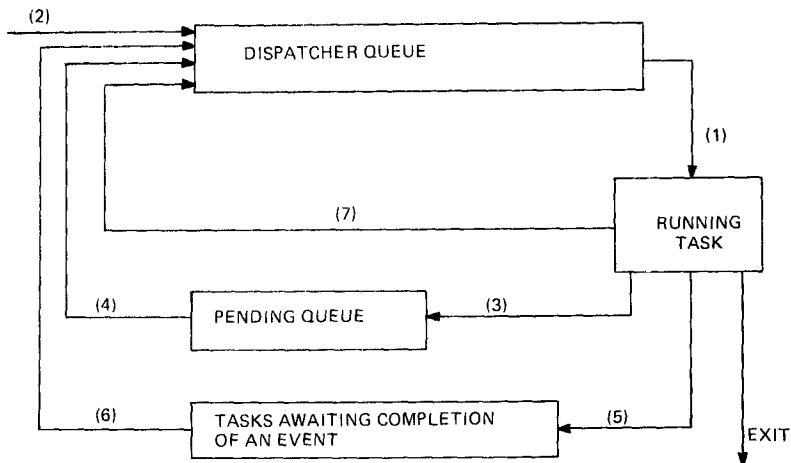 (2)
DISPATCHER QUEUE
(1)
RUNNING
TASK
(7)
(4)
PENDING QUEUE
(3)
(6)
TASKS AWAITING COMPLETION
OF AN EVENT
(5)
EXIT